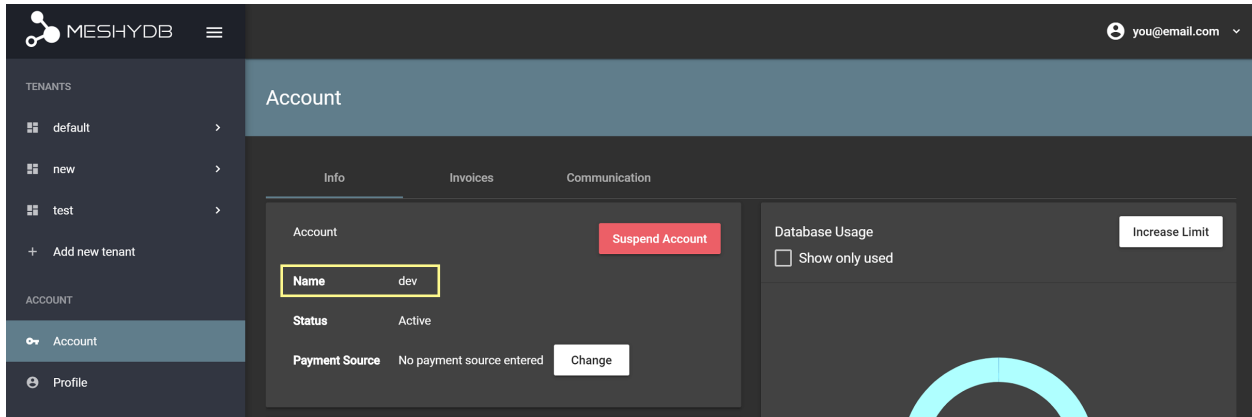 MESHYDB
you@email.com
TENANTS
default
new
test
+ Add new tenant
ACCOUNT
Account
Profile
Account
Info Invoices Communication
Account
Suspend Account
Name dev
Status Active
Payment Source No payment source entered Change
Database Usage
Increase Limit
Show only used